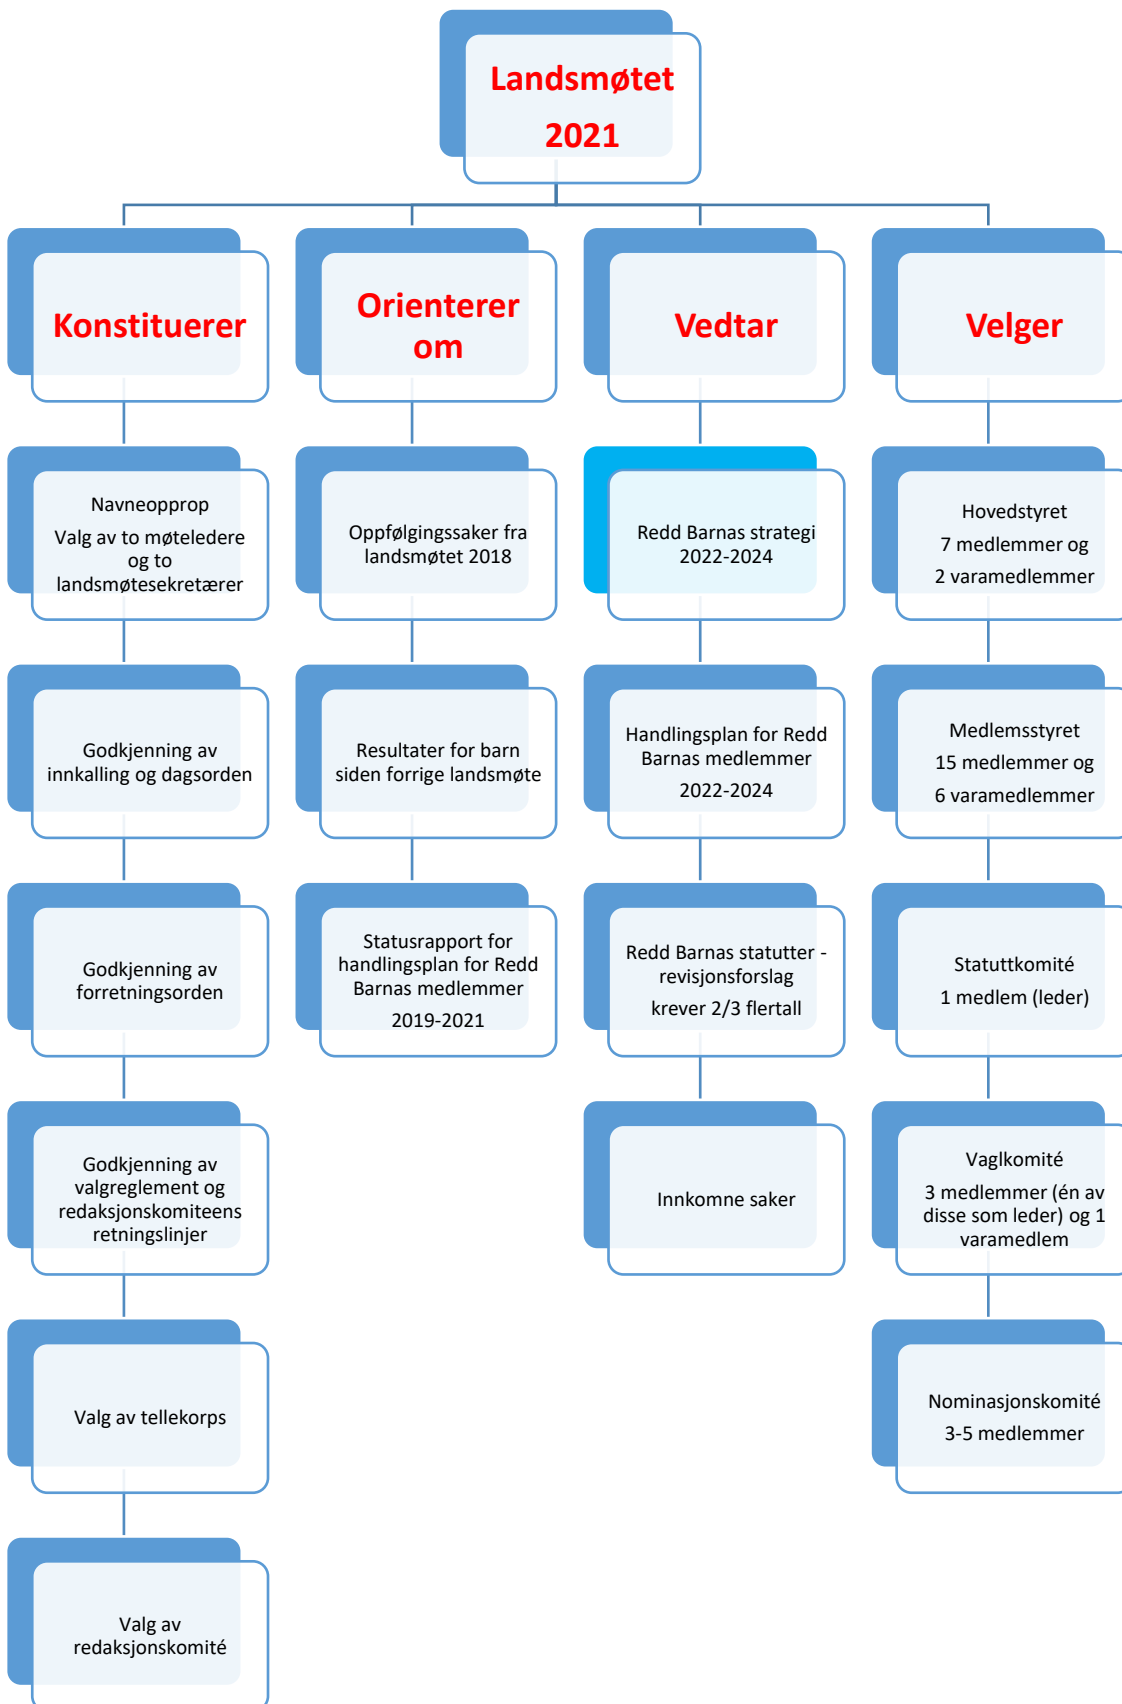 Landsmøtet
2021
Konstituerer
Navneopprop
Valg av to møteledere
og to
landsmøtesekretærer
Godkjenning av
innkalling og dagsorden
Godkjenning av
forretningsorden
Godkjenning av
valgreglement og
redaksjonskomiteens
retningslinjer
Valg av tellekorps
Valg av
redaksjonskomité
Orienterer
om
Oppfølgingssaker fra
landsmøtet 2018
Resultater for barn
siden forrige landsmøte
Statusrapport for
handlingsplan for Redd
Barnas medlemmer
2019-2021
Vedtar
Redd Barnas strategi
2022-2024
Handlingsplan for Redd
Barnas medlemmer
2022-2024
Redd Barnas statutter -
revisjonsforslag
krever 2/3 flertall
Innkomne saker
Velger
Hovedstyret
7 medlemmer og
2 varamedlemmer
Medlemsstyret
15 medlemmer og
6 varamedlemmer
Statuttkomité
1 medlem (leder)
Vaglkomité
3 medlemmer (én av
disse som leder) og 1
varamedlem
Nominasjonskomité
3-5 medlemmer